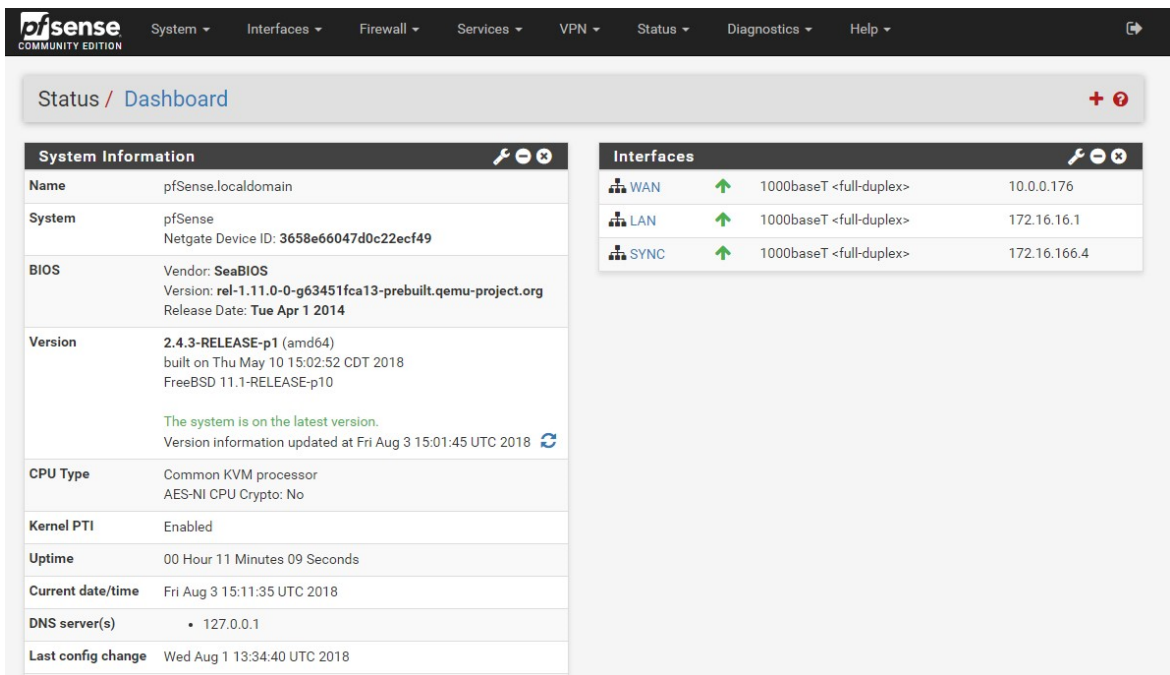 pfsense
COMMUNITY EDITION
System Interfaces Firewall Services VPN Status Diagnostics Help
Status / Dashboard
System Information
Name pfSense.localdomain
System pfSense
Netgate Device ID: 3658e66047d0c22ecf49
BIOS Vendor: SeaBIOS
Version: rel-1.11.0-0-g63451fca13-prebuilt.qemu-project.org
Release Date: Tue Apr 1 2014
Version 2.4.3-RELEASE-p1 (amd64)
built on Thu May 10 15:02:52 CDT 2018
FreeBSD 11.1-RELEASE-p10
The system is on the latest version.
Version information updated at Fri Aug 3 15:01:45 UTC 2018
CPU Type Common KVM processor
AES-NI CPU Crypto: No
Kernel PTI Enabled
Uptime 00 Hour 11 Minutes 09 Seconds
Current date/time Fri Aug 3 15:11:35 UTC 2018
DNS server(s) • 127.0.0.1
Last config change Wed Aug 1 13:34:40 UTC 2018
Interfaces
WAN 1000baseT <full-duplex> 10.0.0.176
LAN 1000baseT <full-duplex> 172.16.16.1
SYNC 1000baseT <full-duplex> 172.16.166.4